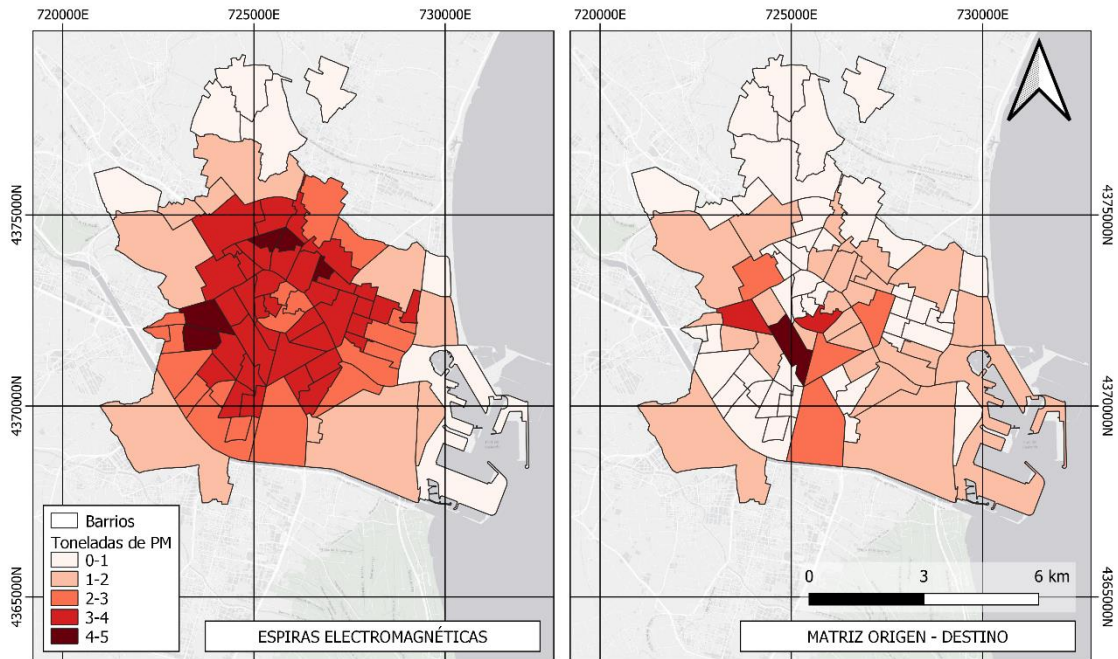 720000E 725000E 730000E 720000E 725000E 730000E
4375000N 4375000N
4370000N 4370000N
4365000N 4365000N
Barrios
Toneladas de PM
0-1
1-2
2-3
3-4
4-5
0 3 6 km
ESPIRAS ELECTROMAGNÉTICAS MATRIZ ORIGEN - DESTINO